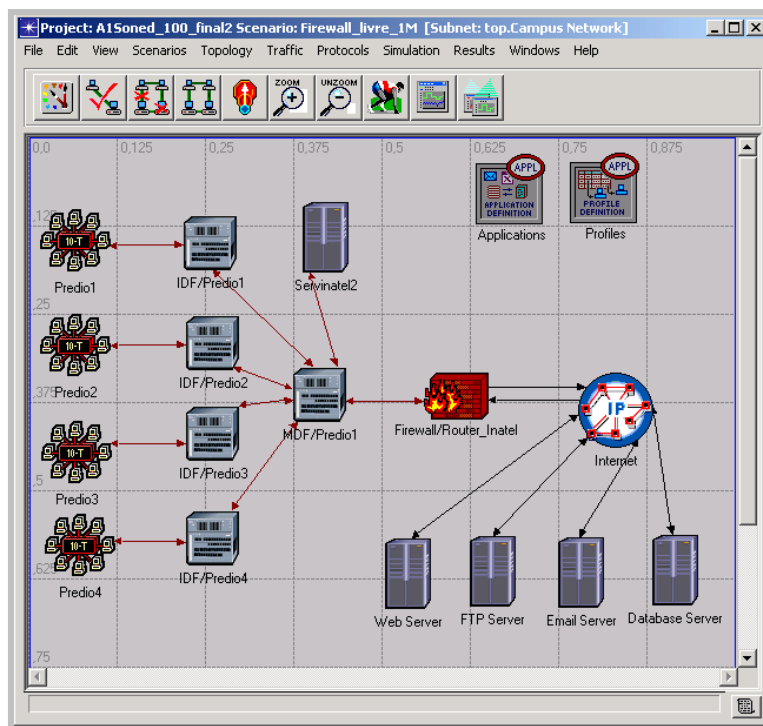 Project: A1Soned_100_final2 Scenario: Firewall_livre_1M [Subnet: top.Campus Network]
File Edit View Scenarios Topology Traffic Protocols Simulation Results Windows Help
ZOOM UNZOOM
0,0 0,125 0,25 0,375 0,5 0,625 0,75 0,875
APPL APPL
APPLICATION DEFINITION
PROFILE DEFINITION
Applications Profiles
,125
10-T
Predio1 IDF/Predio1 Servinatel2
,25
10-T
Predio2 IDF/Predio2
,375
MDF/Predio1 Firewall/Router_Inatel
IP
Internet
10-T
Predio3 IDF/Predio3
,5
10-T
Predio4 IDF/Predio4
,625
Web Server FTP Server Email Server Database Server
,75